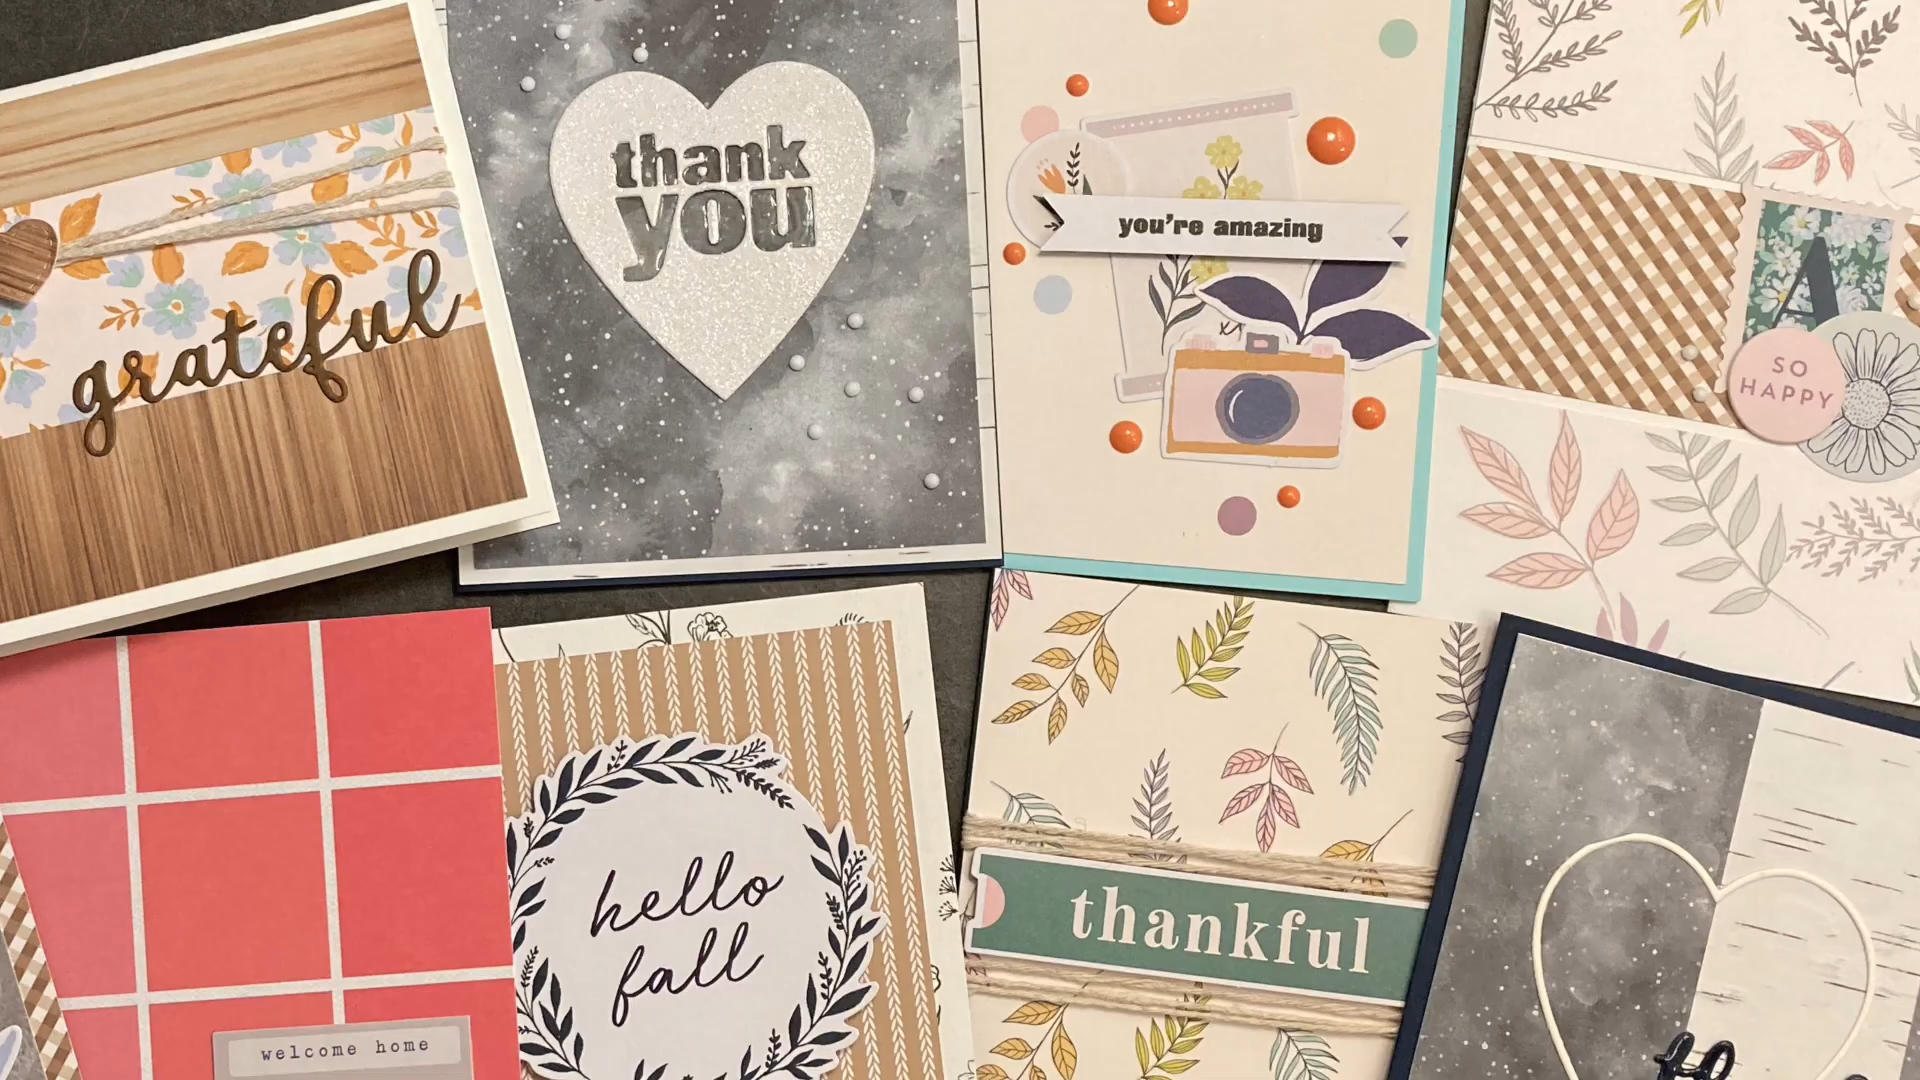 grateful
thank
you
you're amazing
A
SO
HAPPY
welcome home
hello
fall
thankful